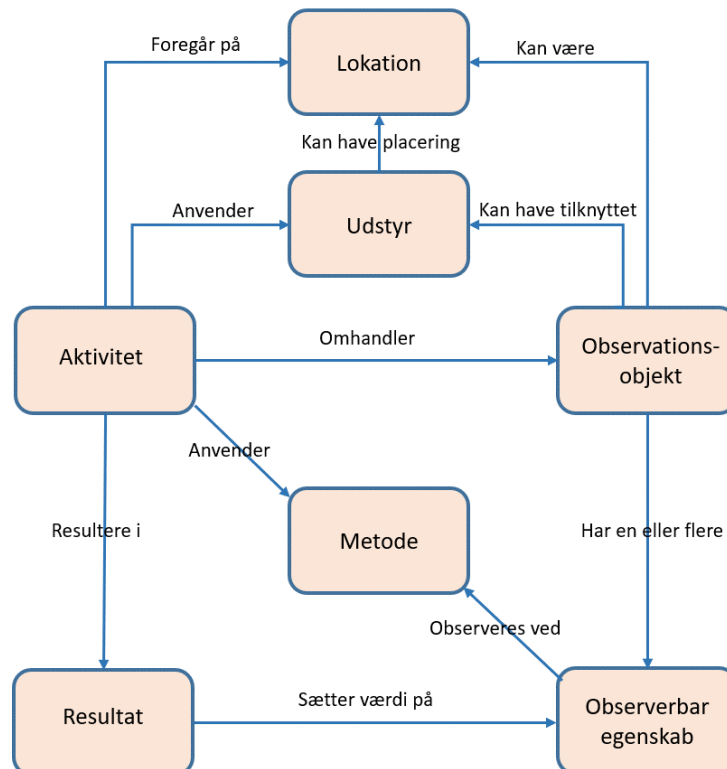 Foregår på
Lokation
Kan være
Kan have placering
Anvender
Udstyr
Kan have tilknyttet
Aktivitet
Omhandler
Observations-
objekt
Anvender
Resultere i
Metode
Har en eller flere
Observeres ved
Resultat
Sætter værdi på
Observerbar
egenskab